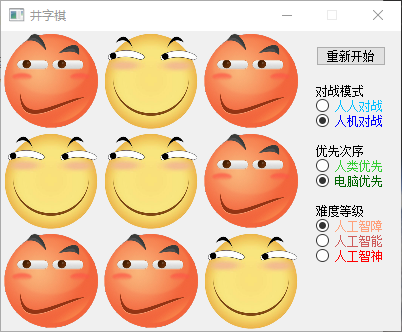 井字棋
重新开始
对战模式
人人对战
人机对战
优先次序
人类优先
电脑优先
难度等级
人工智障
人工智能
人工智神